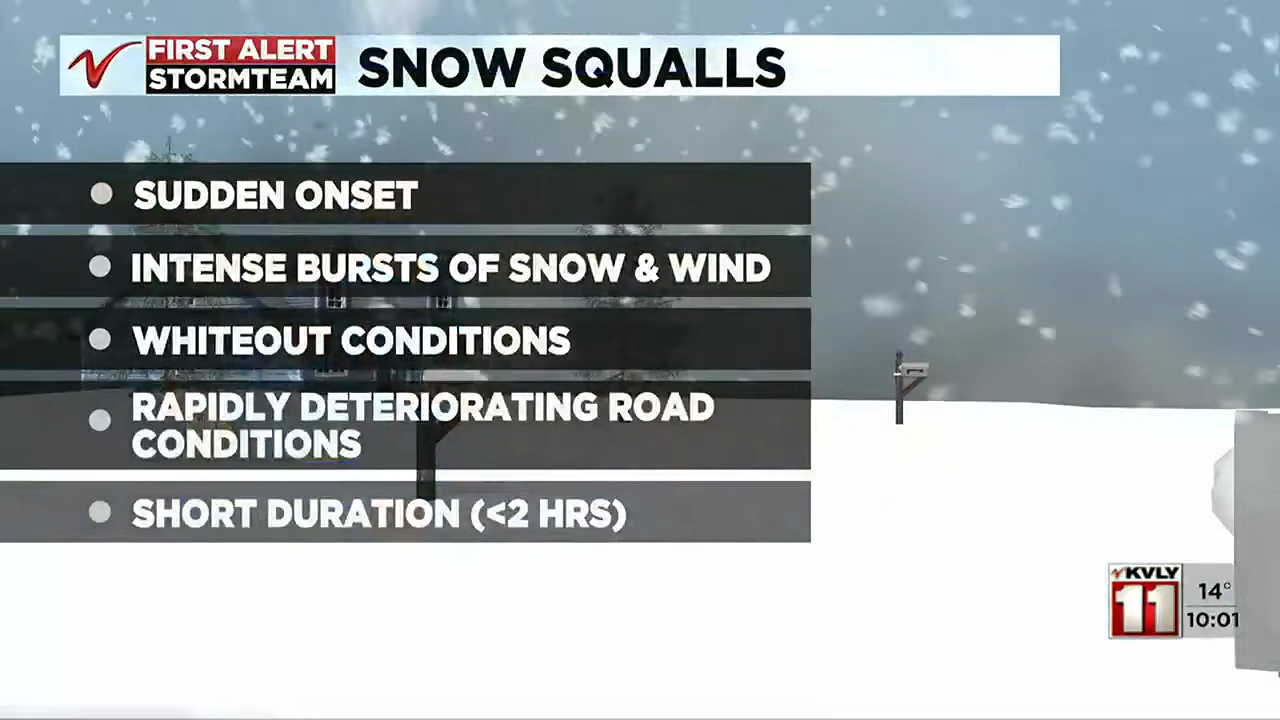 FIRST ALERT
STORMTEAM
SNOW SQUALLS
SUDDEN ONSET
INTENSE BURSTS OF SNOW & WIND
WHITEOUT CONDITIONS
RAPIDLY DETERIORATING ROAD
CONDITIONS
SHORT DURATION (<2 HRS)
KVLY
11
14°
10:01